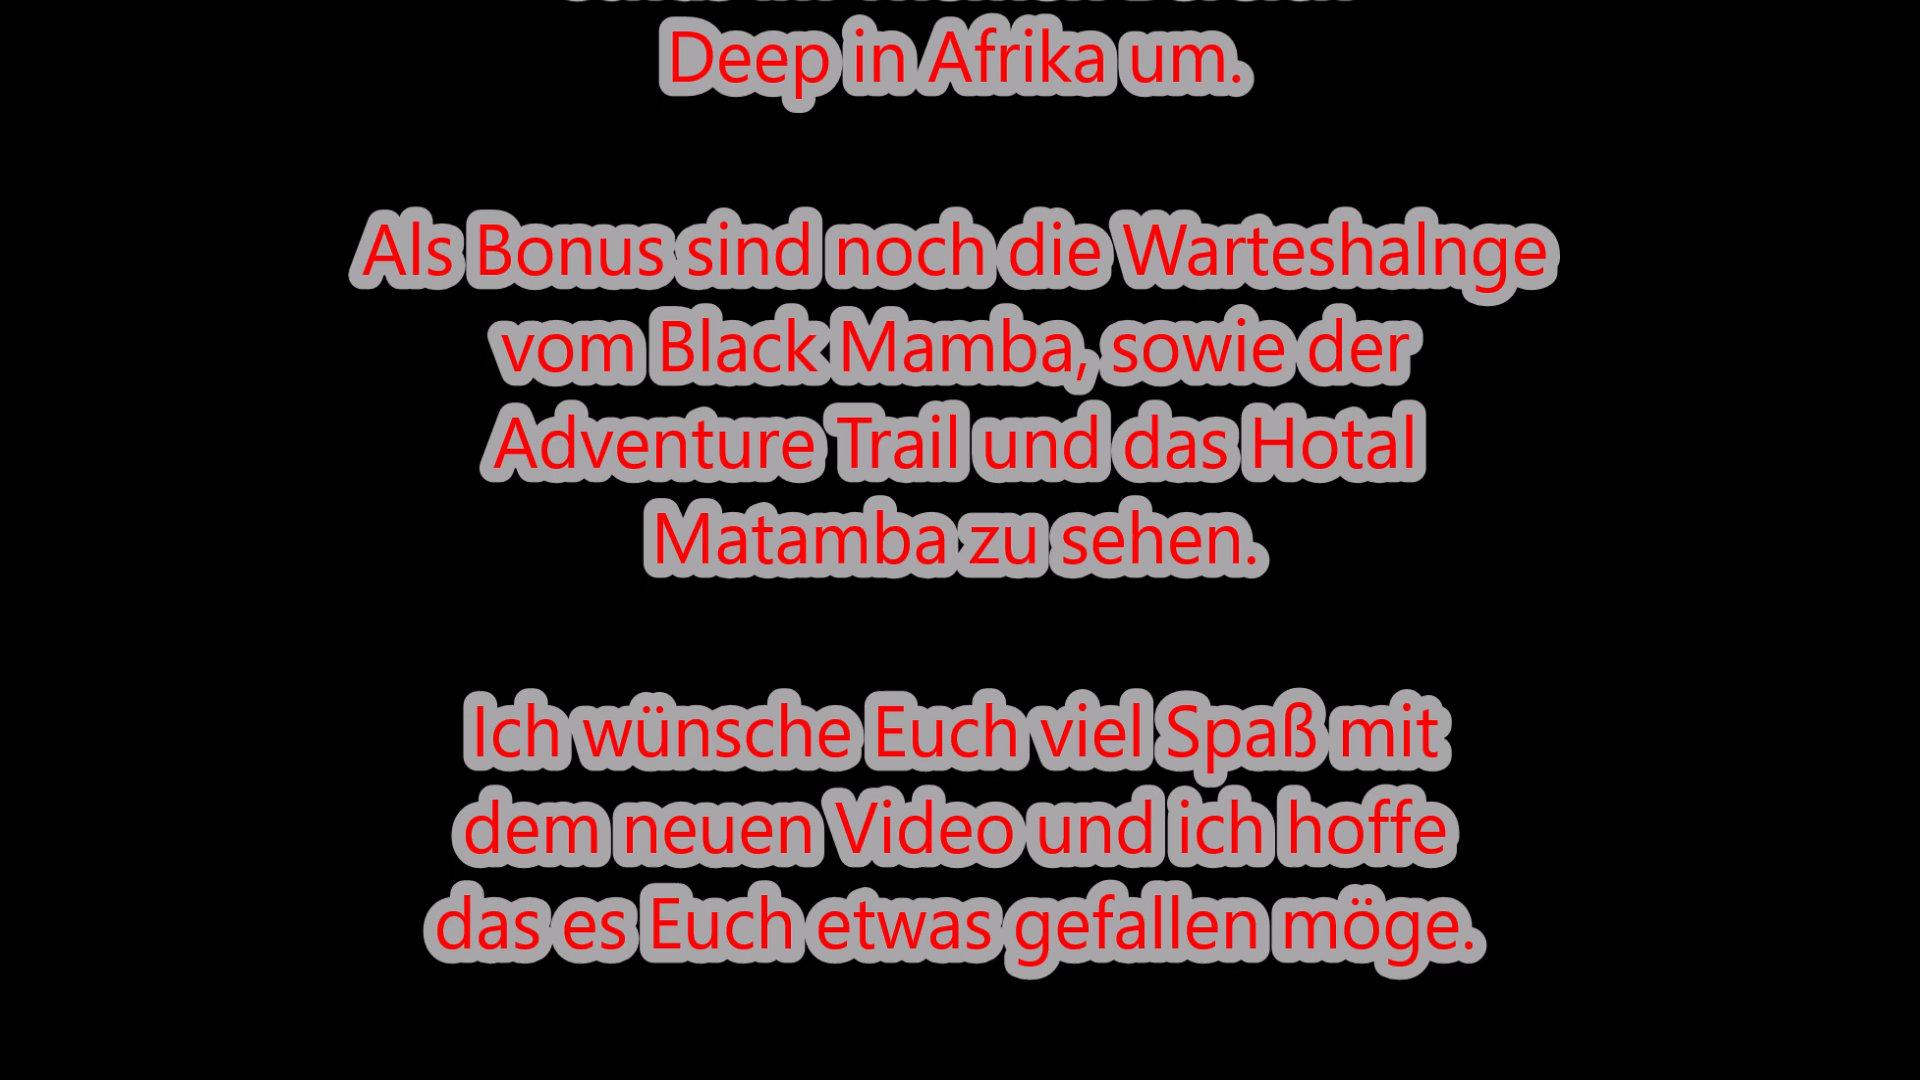 Deep in Afrika um.
Als Bonus sind noch die Warteshalnge
vom Black Mamba, sowie der
Adventure Trail und das Hotal
Matamba zu sehen.
Ich wünsche Euch viel Spaß mit
dem neuen Video und ich hoffe
das es Euch etwas gefallen möge.